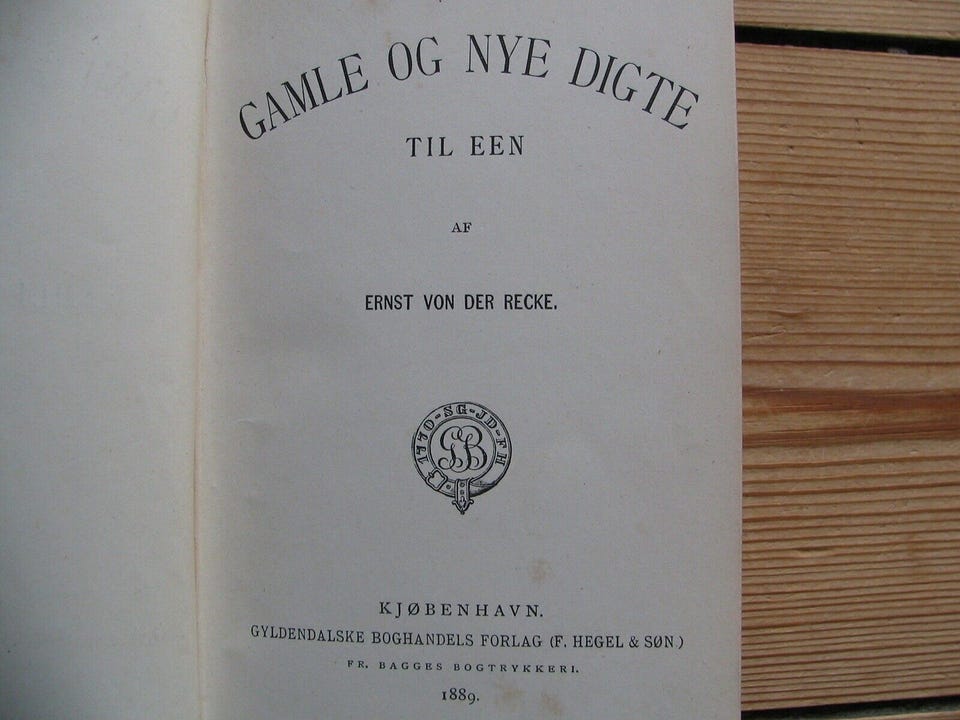 GAMLE OG NYE DIGTE
TIL EEN
AF
ERNST VON DER RECKE.
1770-SG-JD-FH
GB
KJØBENHAVN.
GYLDENDALSKE BOGHANDELS FORLAG (F. HEGEL & SØN.)
FR. BAGGES BOGTRYKKERI.
1889.